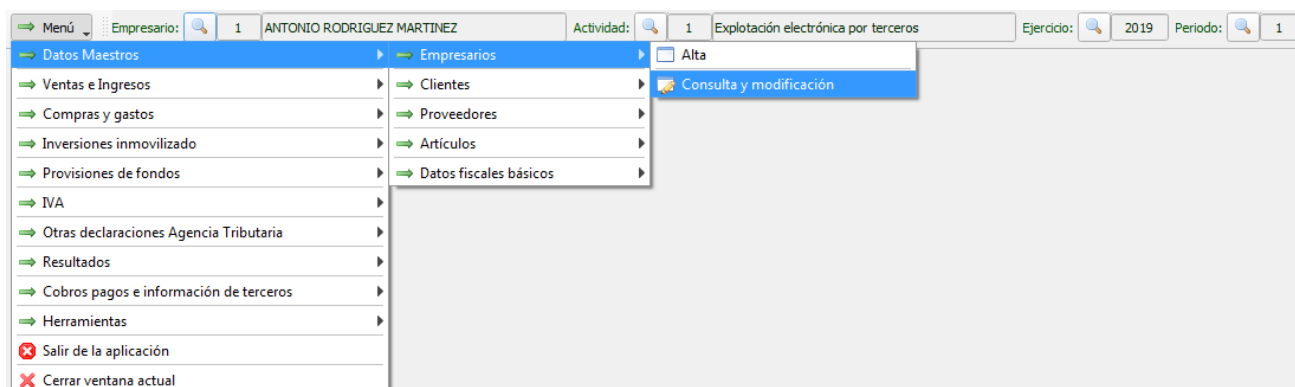 Menú Empresario: 1 ANTONIO RODRIGUEZ MARTINEZ Actividad: 1 Explotación electrónica por terceros Ejercicio: 2019 Periodo: 1
Datos Maestros Empresarios Alta
Ventas e Ingresos Clientes Consulta y modificación
Compras y gastos Proveedores
Inversiones inmovilizado Artículos
Provisiones de fondos Datos fiscales básicos
IVA
Otras declaraciones Agencia Tributaria
Resultados
Cobros pagos e información de terceros
Herramientas
Salir de la aplicación
Cerrar ventana actual